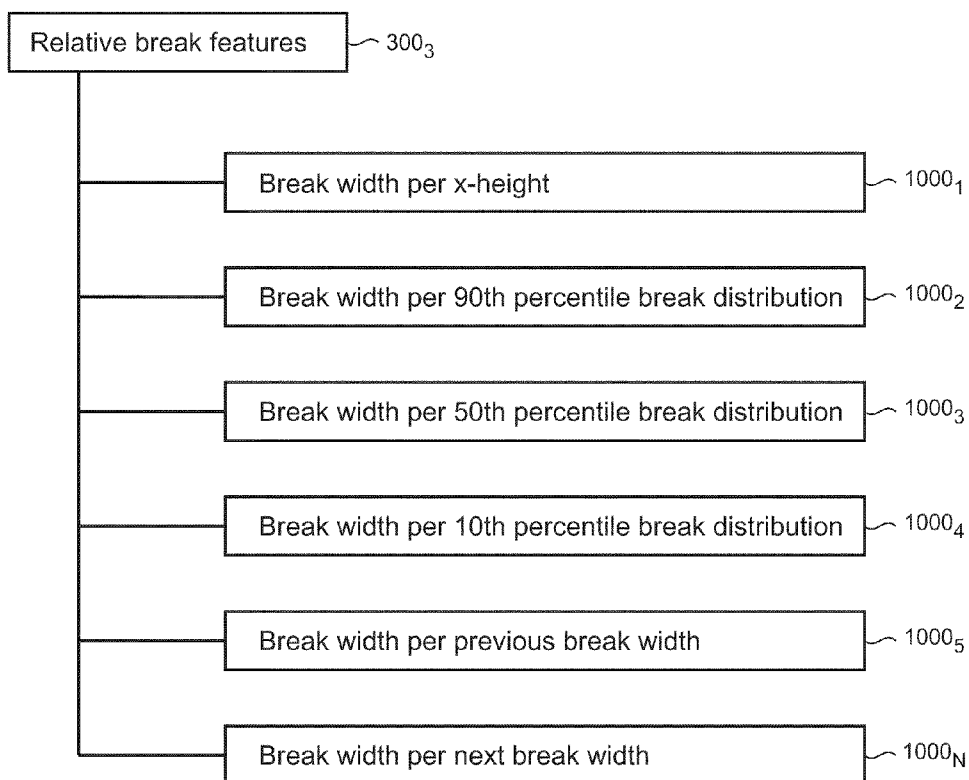 Relative break features 300₃
Break width per x-height 1000₁
Break width per 90th percentile break distribution 1000₂
Break width per 50th percentile break distribution 1000₃
Break width per 10th percentile break distribution 1000₄
Break width per previous break width 1000₅
Break width per next break width 1000N